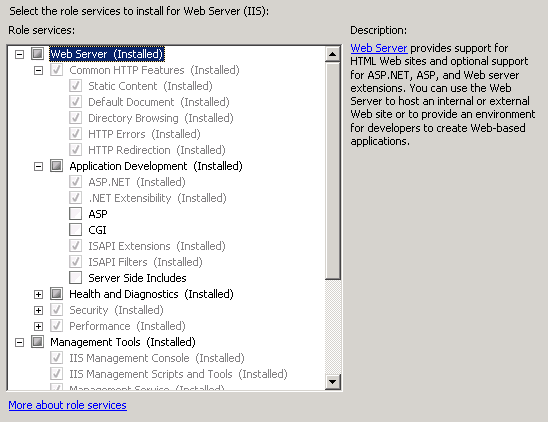 Select the role services to install for Web Server (IIS):
Role services:
Web Server (Installed)
Common HTTP Features (Installed)
Static Content (Installed)
Default Document (Installed)
Directory Browsing (Installed)
HTTP Errors (Installed)
HTTP Redirection (Installed)
Application Development (Installed)
ASP.NET (Installed)
.NET Extensibility (Installed)
ASP
CGI
ISAPI Extensions (Installed)
ISAPI Filters (Installed)
Server Side Includes
Health and Diagnostics (Installed)
Security (Installed)
Performance (Installed)
Management Tools (Installed)
IIS Management Console (Installed)
IIS Management Scripts and Tools (Installed)
Management Service (Installed)
More about role services
Description:
Web Server provides support for
HTML Web sites and optional support
for ASP.NET, ASP, and Web server
extensions. You can use the Web
Server to host an internal or external
Web site or to provide an environment
for developers to create Web-based
applications.